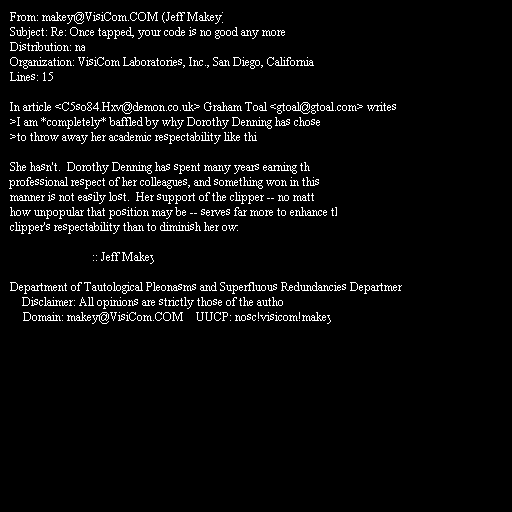 From: makey@VisiCom.COM (Jeff Makey)
Subject: Re: Once tapped, your code is no good any more
Distribution: na
Organization: VisiCom Laboratories, Inc., San Diego, California
Lines: 15

In article <C5so84.Hxv@demon.co.uk> Graham Toal <gtoal@gtoal.com> writes
>I am *completely* baffled by why Dorothy Denning has chose
>to throw away her academic respectability like thi

She hasn't.  Dorothy Denning has spent many years earning th
professional respect of her colleagues, and something won in this
manner is not easily lost.  Her support of the clipper -- no matt
how unpopular that position may be -- serves far more to enhance t
clipper's respectability than to diminish her ow

:: Jeff Makey

Department of Tautological Pleonasms and Superfluous Redundancies Departmer
Disclaimer: All opinions are strictly those of the autho
Domain: makey@VisiCom.COM    UUCP: nosc!visicom!makey